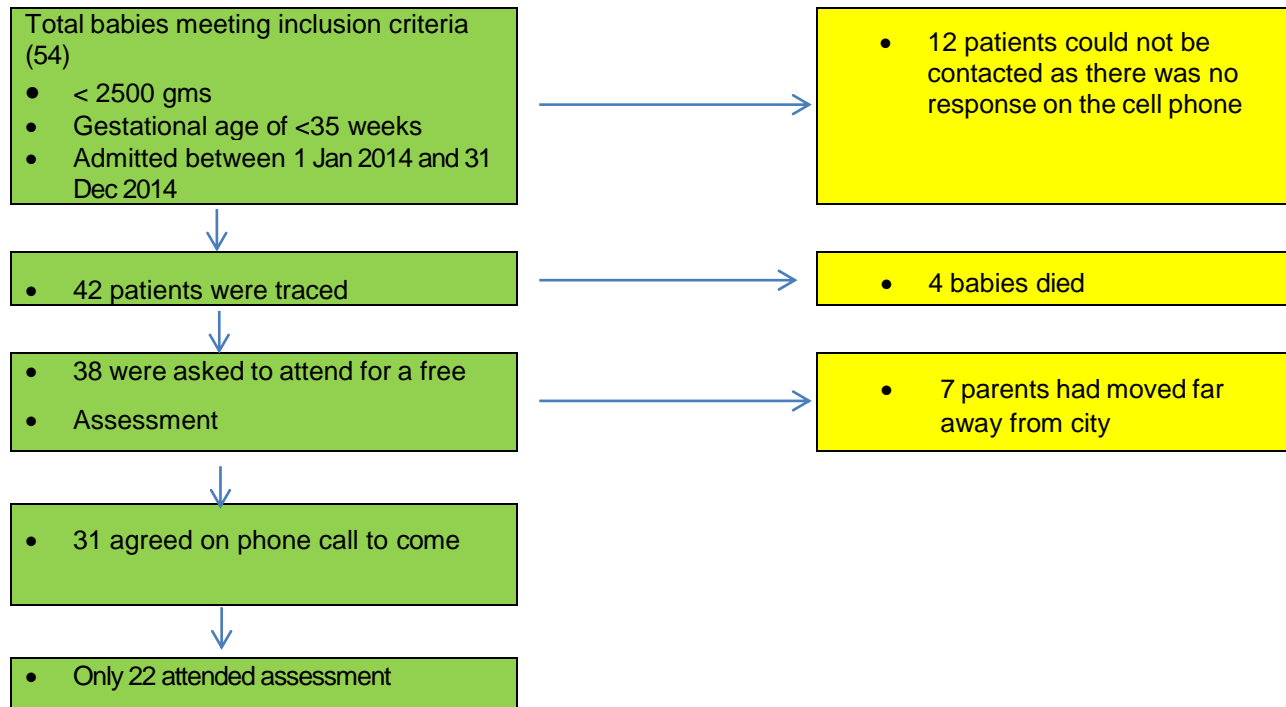 Total babies meeting inclusion criteria
(54)
• < 2500 gms
• Gestational age of <35 weeks
• Admitted between 1 Jan 2014 and 31
Dec 2014
• 12 patients could not be
contacted as there was no
response on the cell phone
• 42 patients were traced
• 4 babies died
• 38 were asked to attend for a free
• Assessment
• 7 parents had moved far
away from city
• 31 agreed on phone call to come
• Only 22 attended assessment